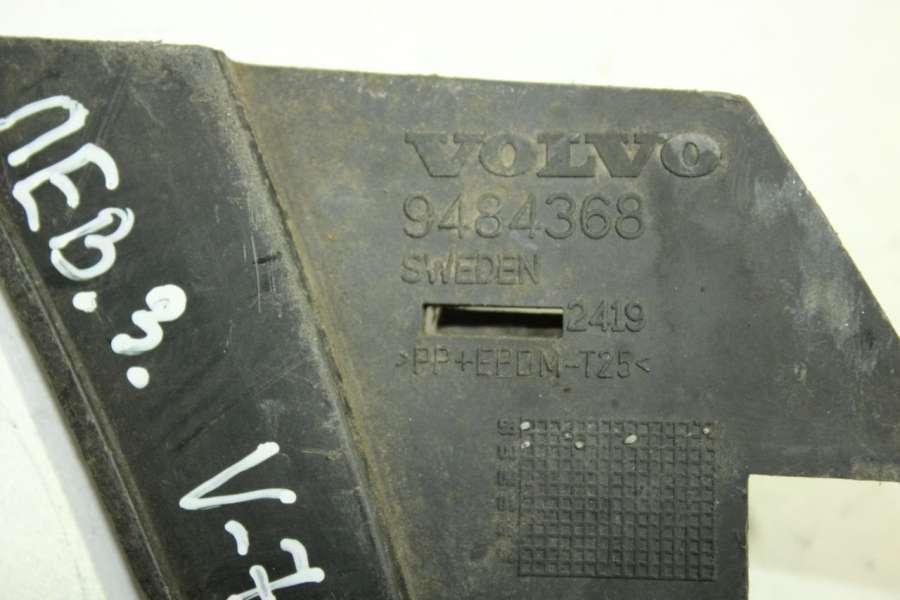 ЛЕВ.З.
V-7
VOLVO
9484368
SWEDEN
2419
>PP+EPDM-T25<